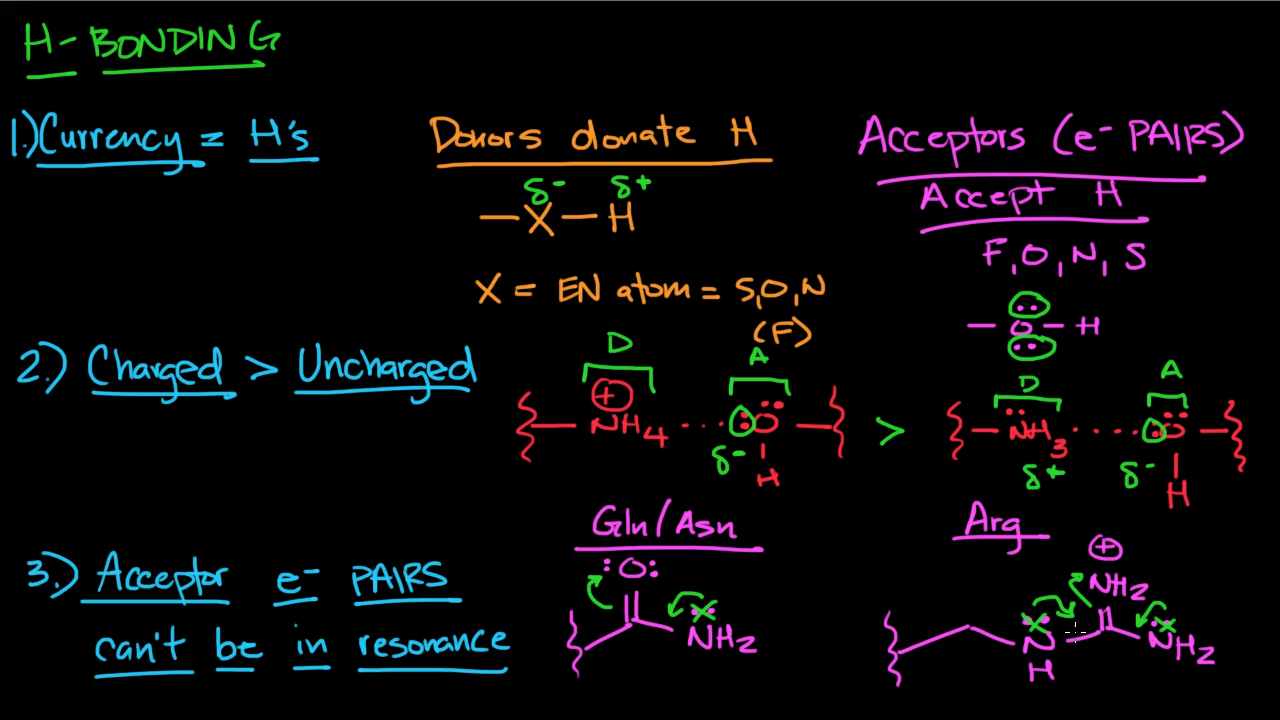 H-BONDING
1.) Currency = H's
Donors donate H
δ- δ+
—X—H
X = EN atom = S,O,N
(F)
Acceptors (e- PAIRS)
Accept H
F, O, N, S
—O—H
2.) Charged > Uncharged
D A
+
—NH4 ··· :O—
δ-
H
>
D A
—NH3 ···· :O—
δ+ δ-
H
3.) Acceptor e- PAIRS
can't be in resonance
Gln/Asn
:O:
x
NH2
Arg
+
NH2
x x
N NH2
H